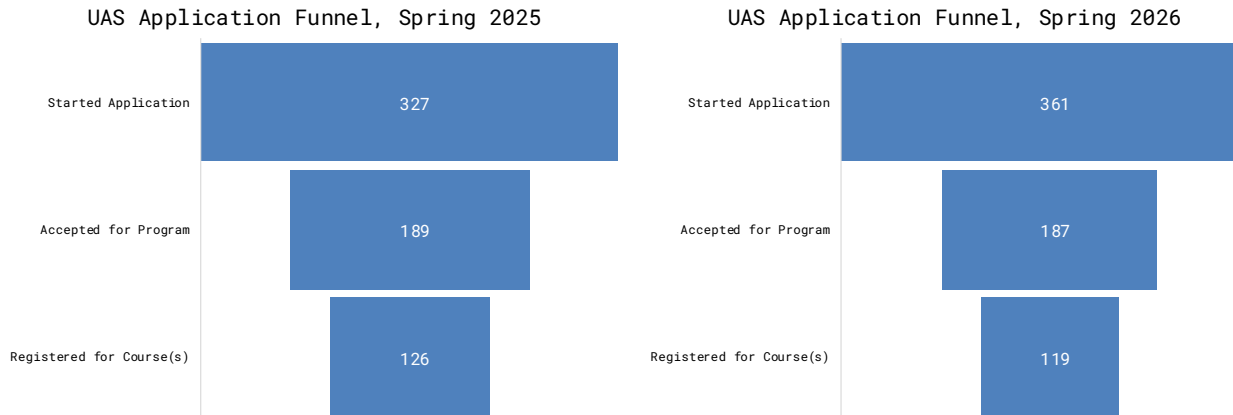 UAS Application Funnel, Spring 2025
Started Application
327
Accepted for Program
189
Registered for Course(s)
126
UAS Application Funnel, Spring 2026
Started Application
361
Accepted for Program
187
Registered for Course(s)
119